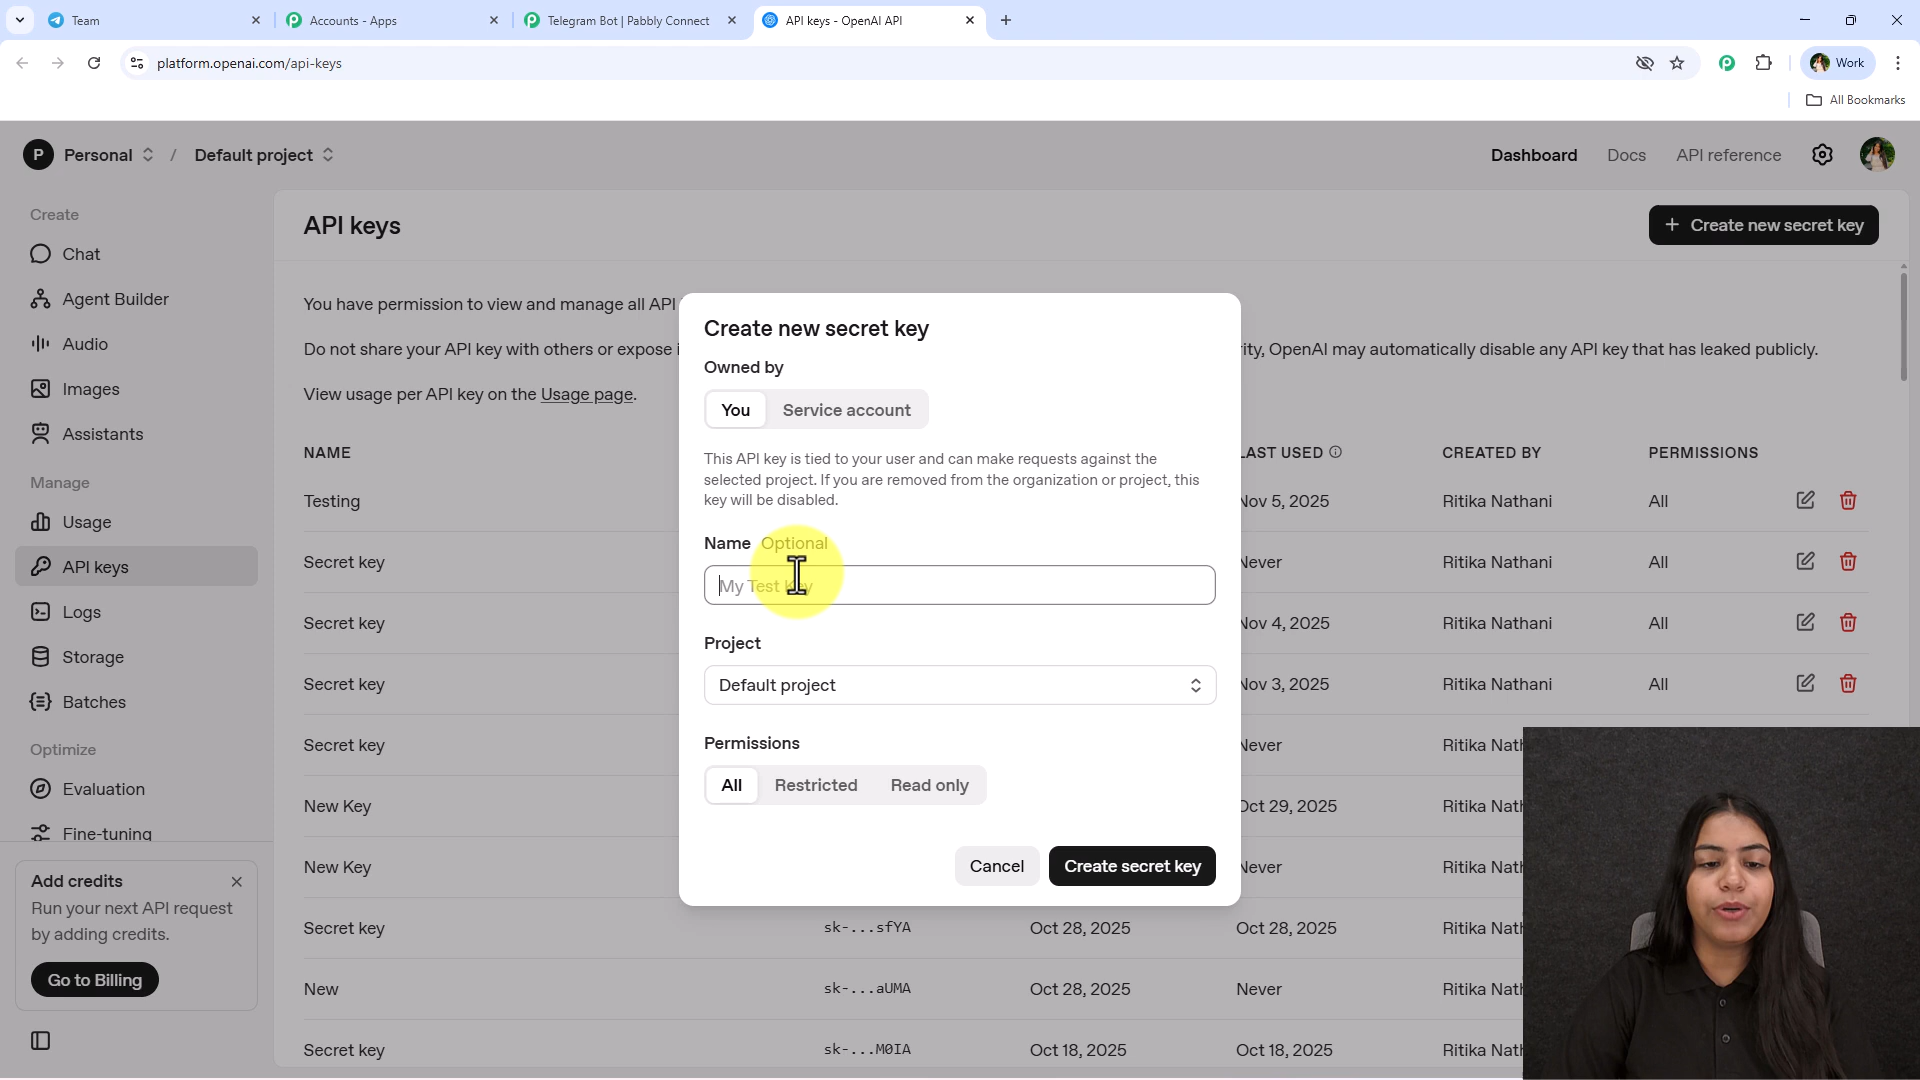 Team
Accounts - Apps
Telegram Bot | Pabbly Connect
API keys - OpenAI API
platform.openai.com/api-keys
Work
All Bookmarks
P
Personal
/
Default project
Dashboard
Docs
API reference
Create
Chat
Agent Builder
Audio
Images
Assistants
Manage
Usage
API keys
Logs
Storage
Batches
Optimize
Evaluation
Fine-tuning
Add credits
Run your next API request
by adding credits.
Go to Billing
API keys
+ Create new secret key
You have permission to view and manage all API
Do not share your API key with others or expose
OpenAI may automatically disable any API key that has leaked publicly.
View usage per API key on the Usage page.
NAME
LAST USED
CREATED BY
PERMISSIONS
Testing
Nov 5, 2025
Ritika Nathani
All
Secret key
Never
Ritika Nathani
All
Secret key
Nov 4, 2025
Ritika Nathani
All
Secret key
Nov 3, 2025
Ritika Nathani
All
Secret key
Never
Ritika
New Key
Oct 29, 2025
Ritika
New Key
Never
Ritika
Secret key
sk-...sfYA
Oct 28, 2025
Oct 28, 2025
Ritika
New
sk-...aUMA
Oct 28, 2025
Never
Ritika
Secret key
sk-...M0IA
Oct 18, 2025
Oct 18, 2025
Ritika
Create new secret key
Owned by
You
Service account
This API key is tied to your user and can make requests against the
selected project. If you are removed from the organization or project, this
key will be disabled.
Name Optional
My Test Key
Project
Default project
Permissions
All
Restricted
Read only
Cancel
Create secret key